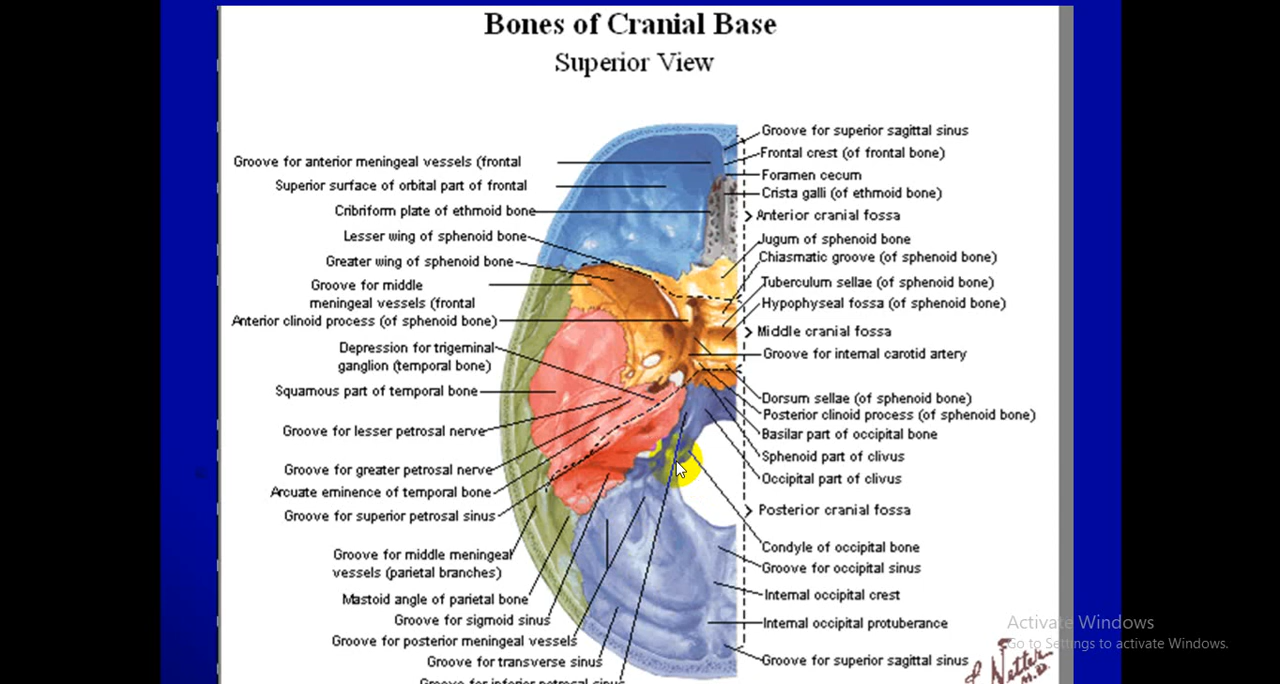 Bones of Cranial Base
Superior View
Groove for anterior meningeal vessels (frontal
Superior surface of orbital part of frontal
Cribriform plate of ethmoid bone
Lesser wing of sphenoid bone
Greater wing of sphenoid bone
Groove for middle
meningeal vessels (frontal
Anterior clinoid process (of sphenoid bone)
Depression for trigeminal
ganglion (temporal bone)
Squamous part of temporal bone
Groove for lesser petrosal nerve
Groove for greater petrosal nerve
Arcuate eminence of temporal bone
Groove for superior petrosal sinus
Groove for middle meningeal
vessels (parietal branches)
Mastoid angle of parietal bone
Groove for sigmoid sinus
Groove for posterior meningeal vessels
Groove for transverse sinus
Groove for inferior petrosal sinus
Groove for superior sagittal sinus
Frontal crest (of frontal bone)
Foramen cecum
Crista galli (of ethmoid bone)
Anterior cranial fossa
Jugum of sphenoid bone
Chiasmatic groove (of sphenoid bone)
Tuberculum sellae (of sphenoid bone)
Hypophyseal fossa (of sphenoid bone)
Middle cranial fossa
Groove for internal carotid artery
Dorsum sellae (of sphenoid bone)
Posterior clinoid process (of sphenoid bone)
Basilar part of occipital bone
Sphenoid part of clivus
Occipital part of clivus
Posterior cranial fossa
Condyle of occipital bone
Groove for occipital sinus
Internal occipital crest
Internal occipital protuberance
Groove for superior sagittal sinus
Activate Windows
Go to Settings to activate Windows.
F. Netter
M.D.